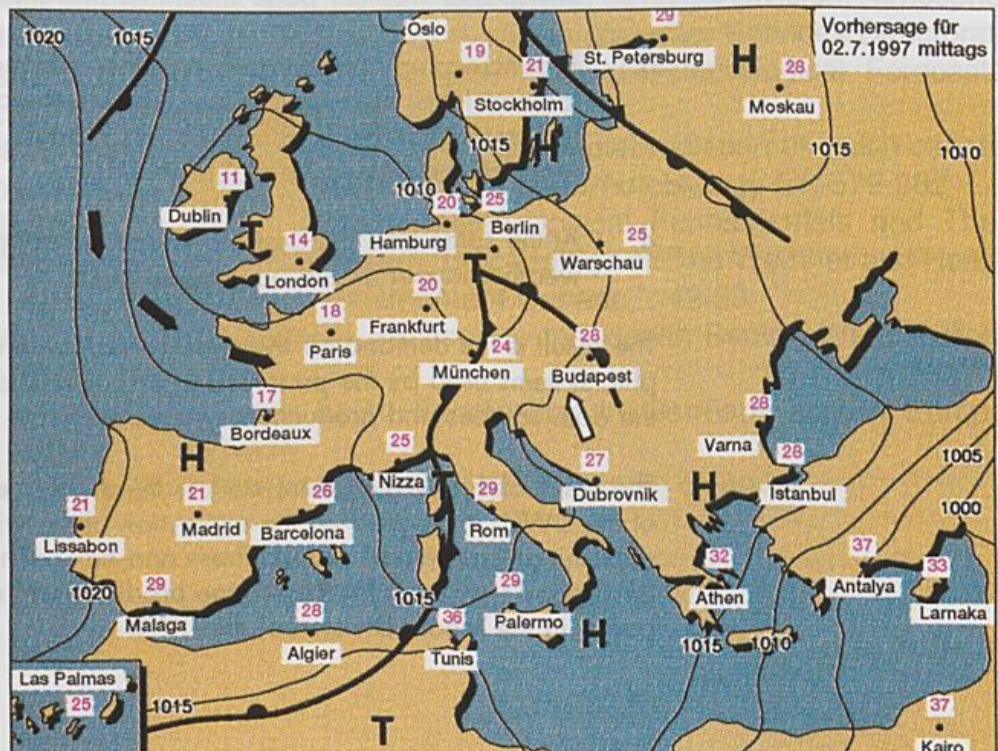 Vorhersage für
02.7.1997 mittags
1020
1015
Oslo
19
21
Stockholm
29
St. Petersburg
H
28
Moskau
1015
H
1015
1010
11
Dublin
T
14
London
1010
20
Hamburg
25
Berlin
T
25
Warschau
20
Frankfurt
18
Paris
24
München
28
Budapest
17
Bordeaux
H
25
Nizza
T
27
Dubrovnik
28
Varna
28
Istanbul
H
1005
1000
21
Lissabon
21
Madrid
26
Barcelona
29
Rom
32
Athen
37
Antalya
33
Larnaka
1020
29
Malaga
28
Algier
1015
36
Tunis
29
Palermo
H
1015
1010
Las Palmas
25
1015
T
37
Kairo